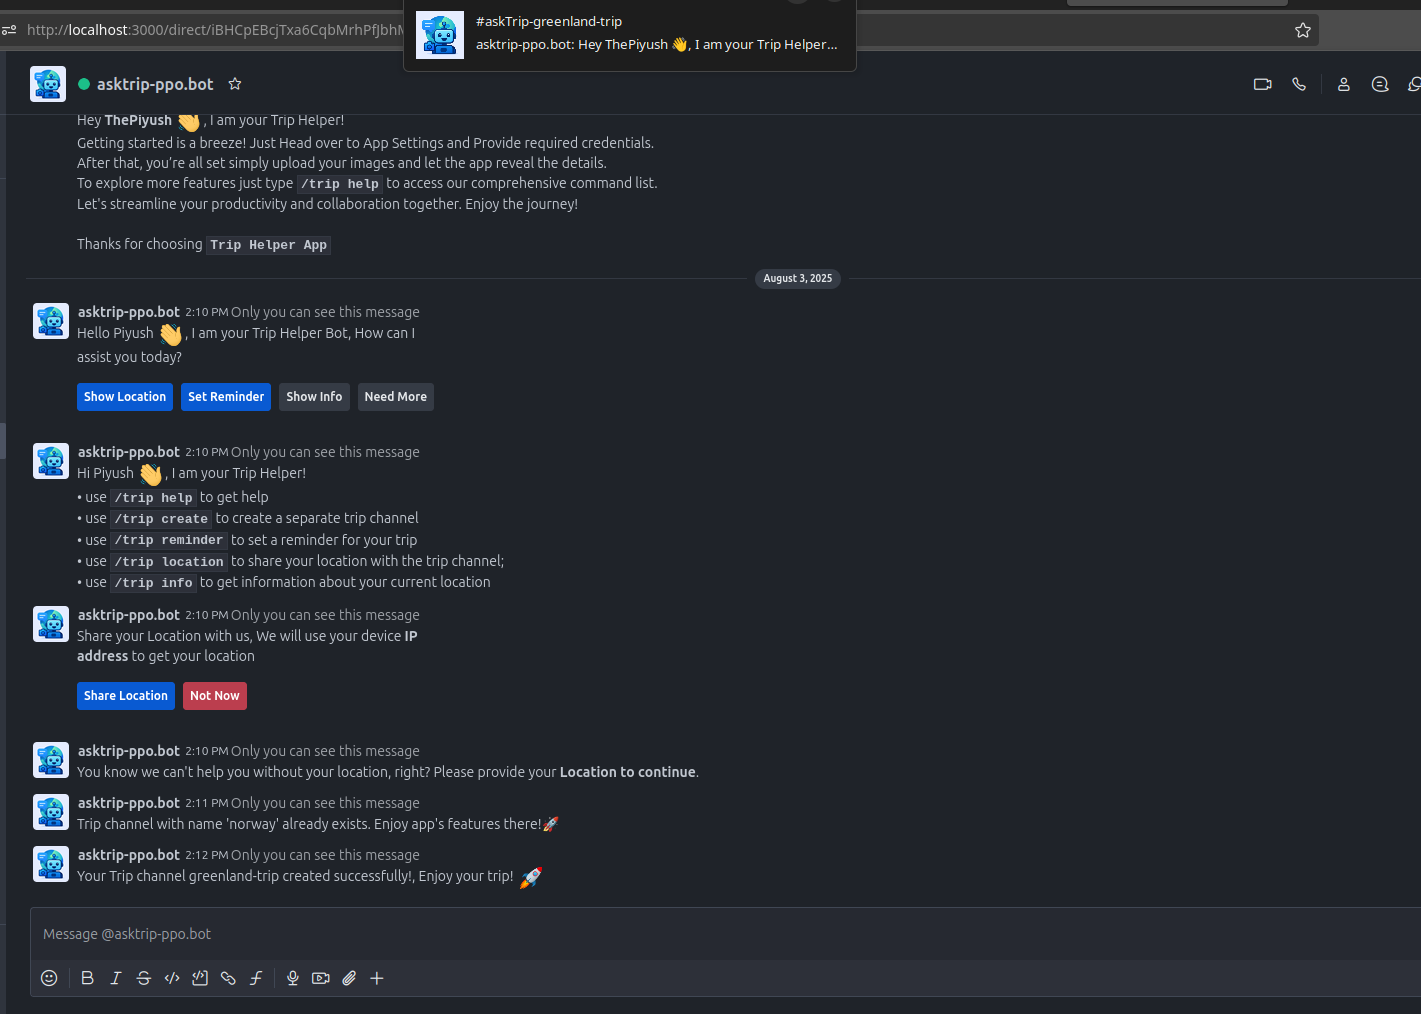 #askTrip-greenland-trip
asktrip-ppo.bot: Hey ThePiyush 👋, I am your Trip Helper...
http://localhost:3000/direct/iBHCpEBcjTxa6CqbMrhPfJbh
asktrip-ppo.bot
Hey ThePiyush 👋, I am your Trip Helper!
Getting started is a breeze! Just Head over to App Settings and Provide required credentials.
After that, you're all set simply upload your images and let the app reveal the details.
To explore more features just type /trip help to access our comprehensive command list.
Let's streamline your productivity and collaboration together. Enjoy the journey!
Thanks for choosing Trip Helper App
August 3, 2025
asktrip-ppo.bot 2:10 PM Only you can see this message
Hello Piyush 👋, I am your Trip Helper Bot, How can I
assist you today?
Show Location Set Reminder Show Info Need More
asktrip-ppo.bot 2:10 PM Only you can see this message
Hi Piyush 👋, I am your Trip Helper!
• use /trip help to get help
• use /trip create to create a separate trip channel
• use /trip reminder to set a reminder for your trip
• use /trip location to share your location with the trip channel;
• use /trip info to get information about your current location
asktrip-ppo.bot 2:10 PM Only you can see this message
Share your Location with us, We will use your device IP
address to get your location
Share Location Not Now
asktrip-ppo.bot 2:10 PM Only you can see this message
You know we can't help you without your location, right? Please provide your Location to continue.
asktrip-ppo.bot 2:11 PM Only you can see this message
Trip channel with name 'norway' already exists. Enjoy app's features there!🚀
asktrip-ppo.bot 2:12 PM Only you can see this message
Your Trip channel greenland-trip created successfully!, Enjoy your trip! 🚀
Message @asktrip-ppo.bot